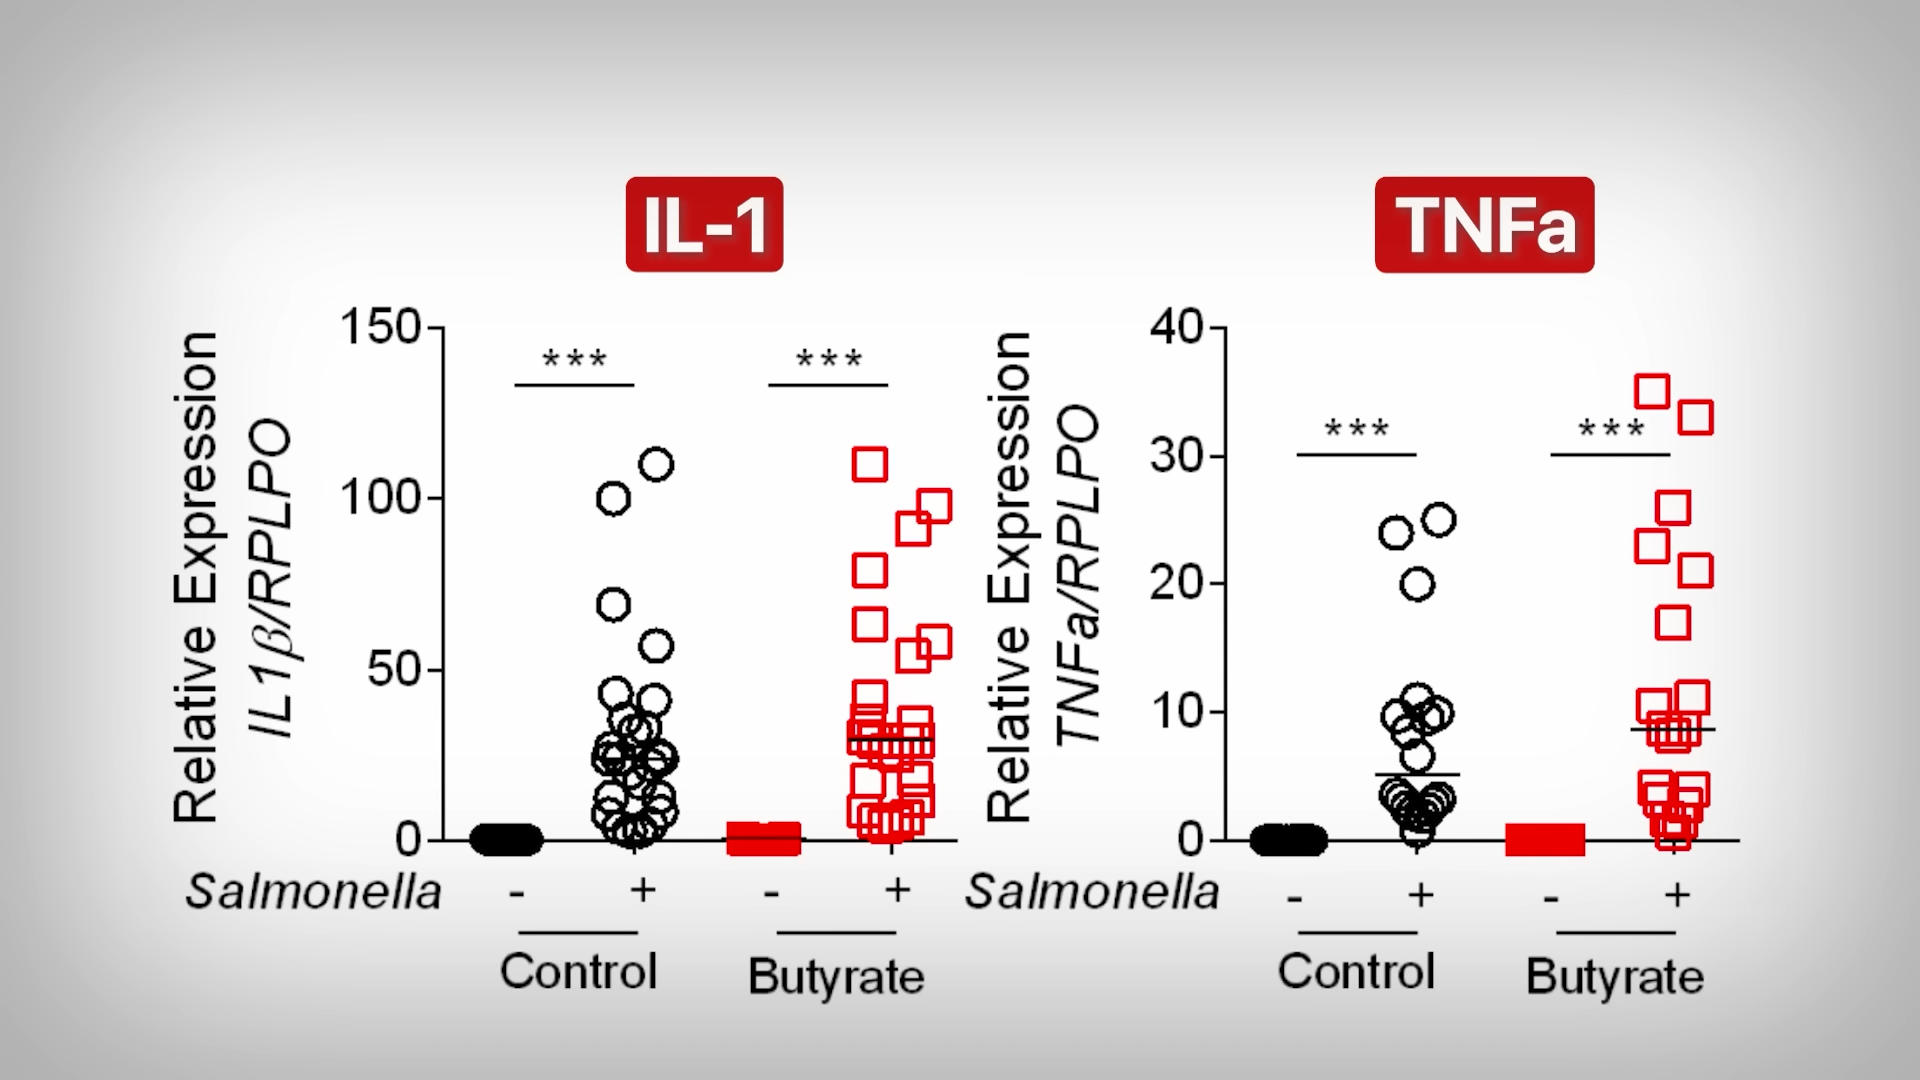 IL-1
TNFa
Relative Expression
IL1β/RPLPO
150
100
50
0
***
***
Salmonella
-
+
-
+
Control
Butyrate
Relative Expression
TNFa/RPLPO
40
30
20
10
0
***
***
Salmonella
-
+
-
+
Control
Butyrate